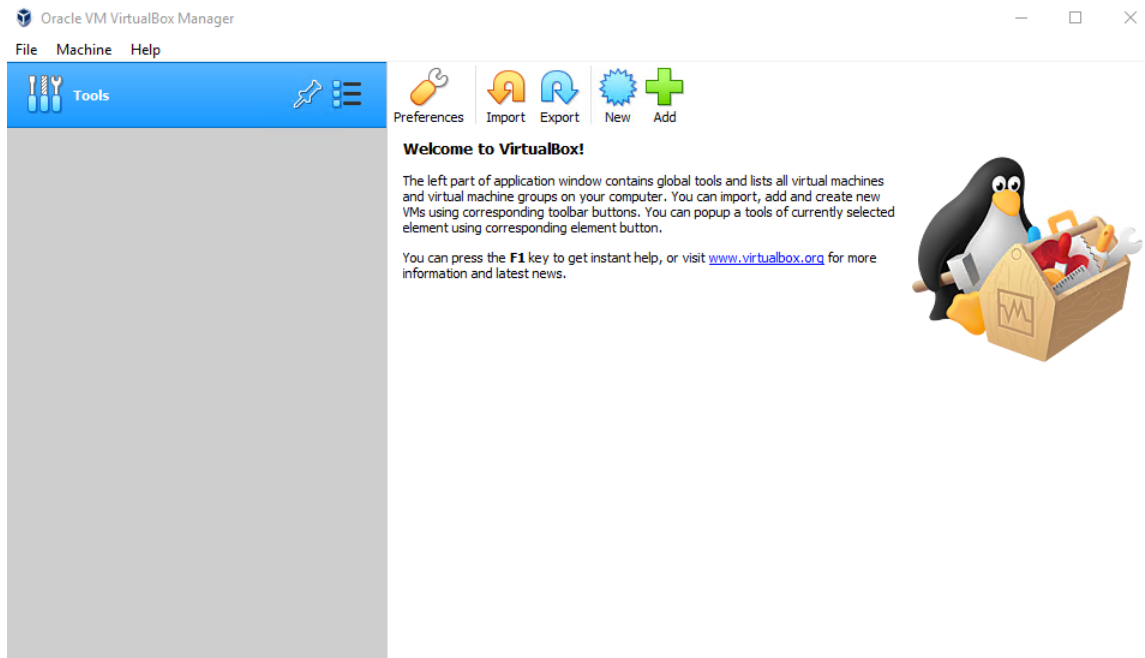 Oracle VM VirtualBox Manager
File Machine Help
Tools
Preferences Import Export New Add
Welcome to VirtualBox!
The left part of application window contains global tools and lists all virtual machines
and virtual machine groups on your computer. You can import, add and create new
VMs using corresponding toolbar buttons. You can popup a tools of currently selected
element using corresponding element button.
You can press the F1 key to get instant help, or visit www.virtualbox.org for more
information and latest news.